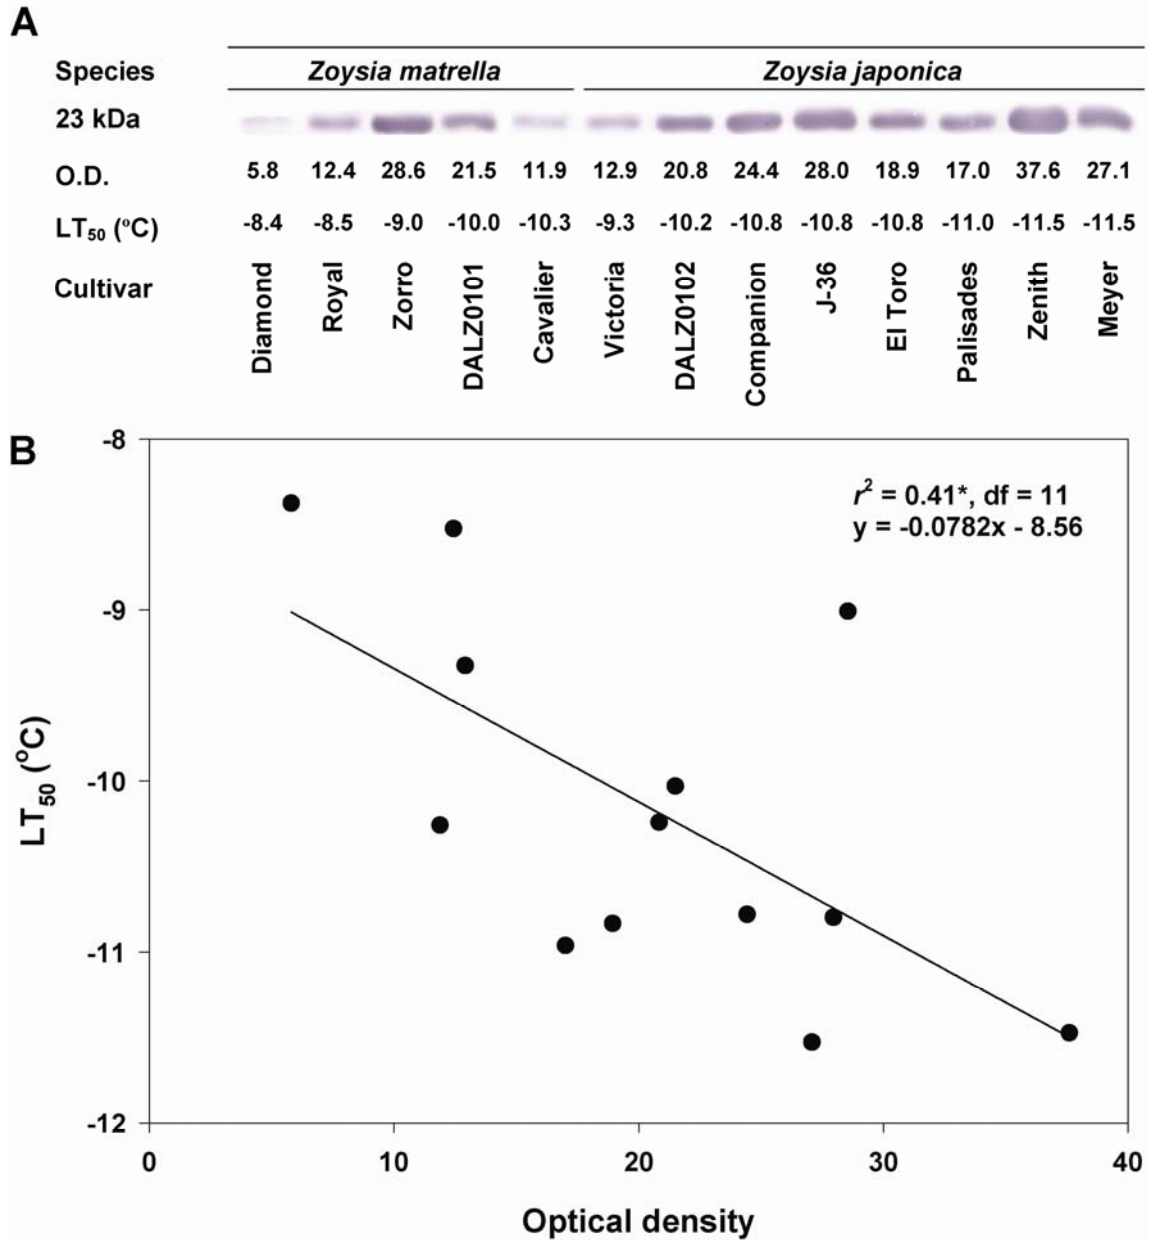 A
Species Zoysia matrella Zoysia japonica
23 kDa
O.D. 5.8 12.4 28.6 21.5 11.9 12.9 20.8 24.4 28.0 18.9 17.0 37.6 27.1
LT50 (ºC) -8.4 -8.5 -9.0 -10.0 -10.3 -9.3 -10.2 -10.8 -10.8 -10.8 -11.0 -11.5 -11.5
Cultivar Diamond Royal Zorro DALZ0101 Cavalier Victoria DALZ0102 Companion J-36 El Toro Palisades Zenith Meyer
B
r2 = 0.41*, df = 11
y = -0.0782x - 8.56
-8
-9
-10
-11
-12
LT50 (oC)
0 10 20 30 40
Optical density